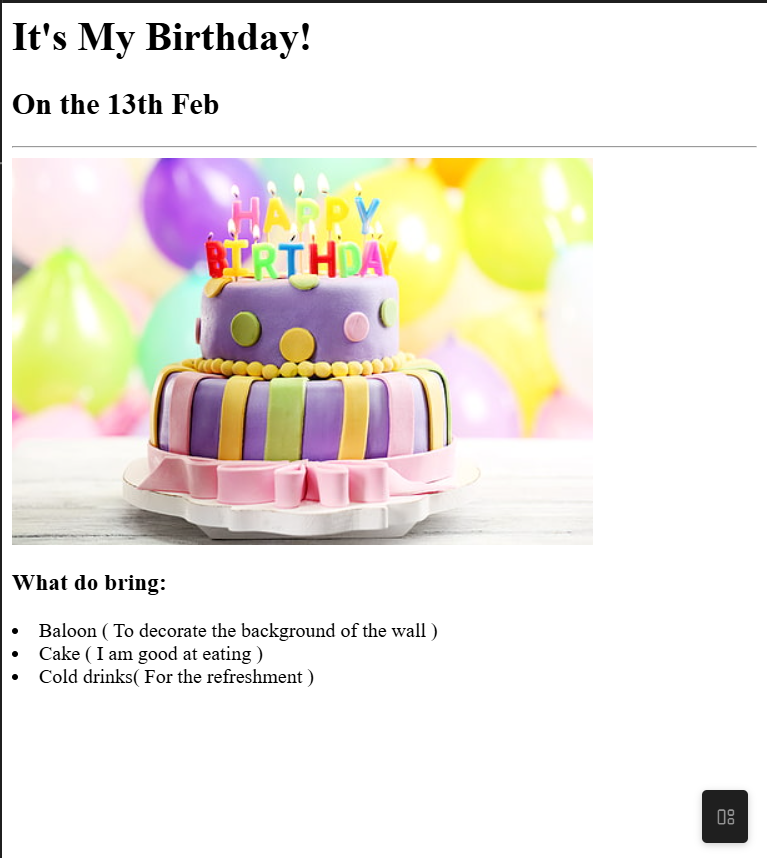 It's My Birthday!
On the 13th Feb
HAPPY
BIRTHDAY
What do bring:
Baloon ( To decorate the background of the wall )
Cake ( I am good at eating )
Cold drinks( For the refreshment )